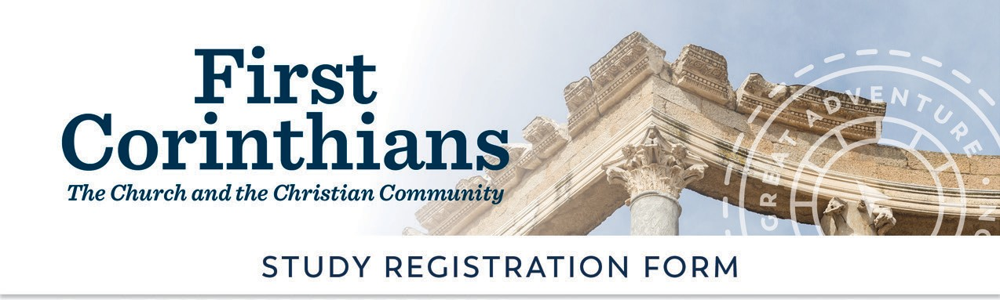 First
Corinthians
The Church and the Christian Community
GREAT ADVENTURE
STUDY REGISTRATION FORM